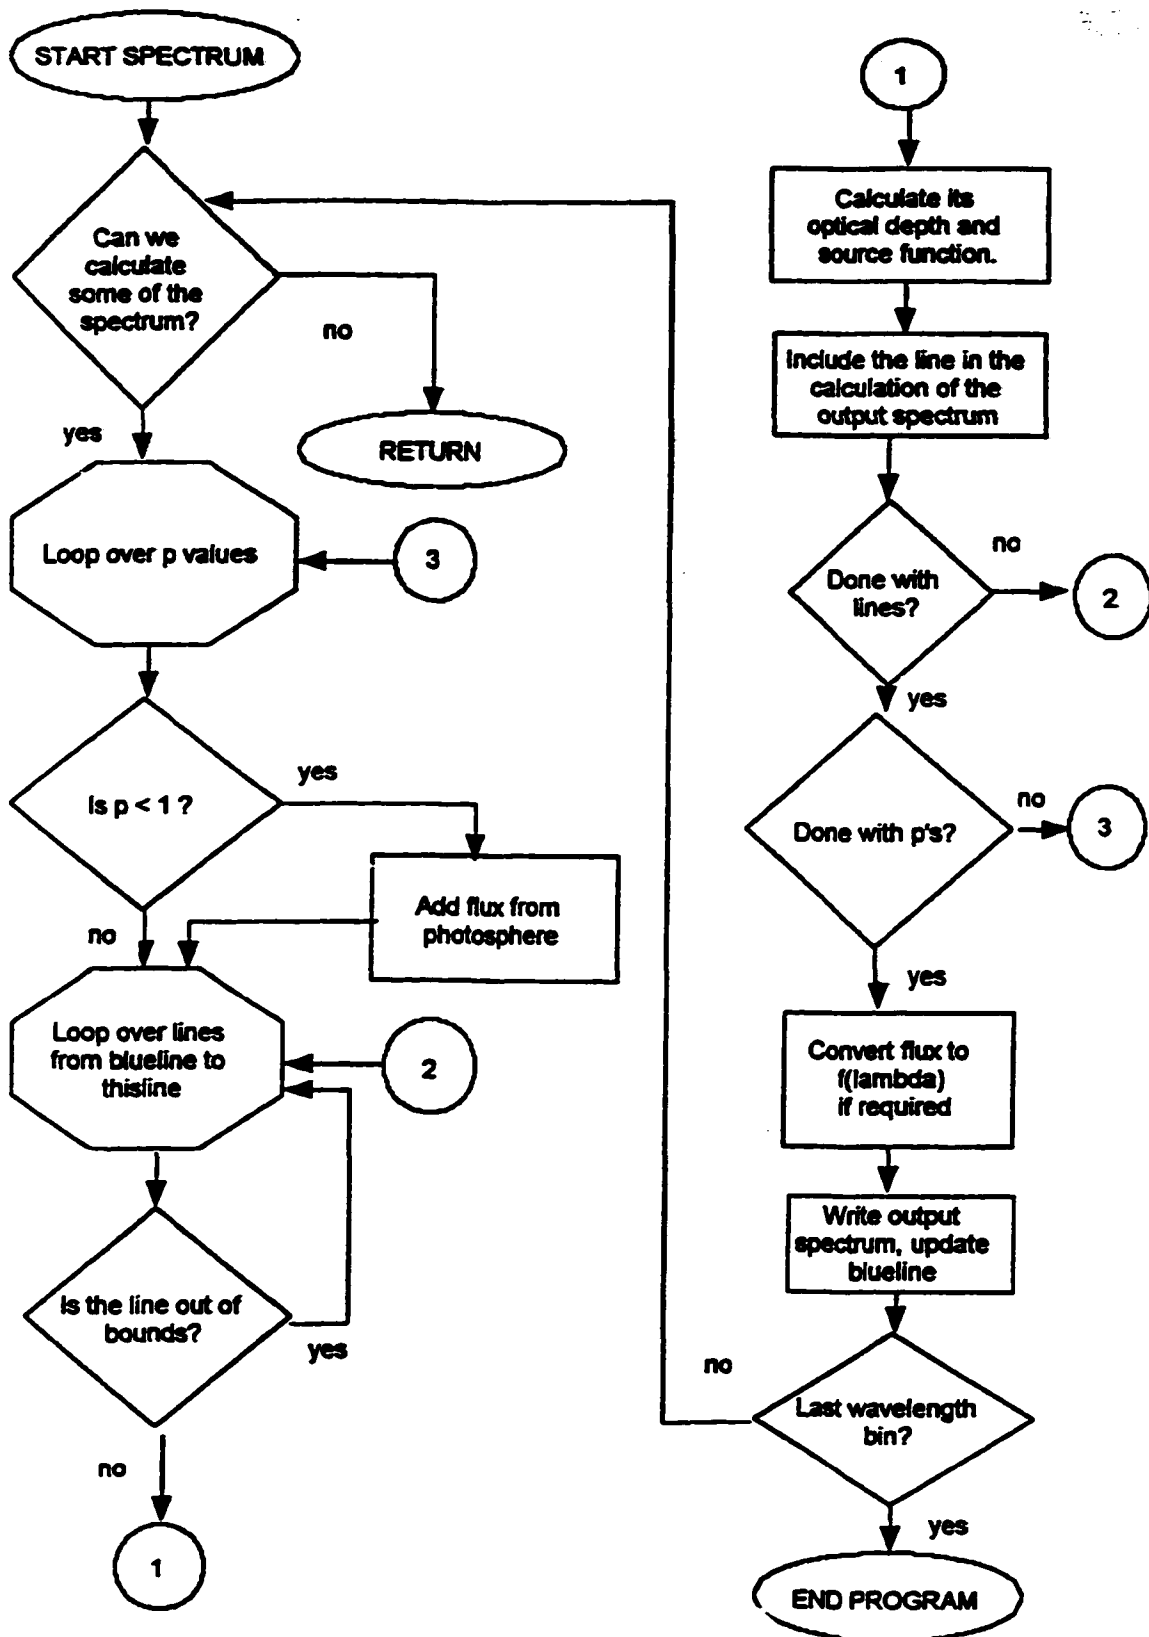 START SPECTRUM
Can we
calculate
some of the
spectrum?
no
RETURN
yes
Loop over p values
3
Is p < 1 ?
yes
Add flux from
photosphere
no
Loop over lines
from blueline to
thisline
2
Is the line out of
bounds?
yes
no
1
1
Calculate its
optical depth and
source function.
Include the line in the
calculation of the
output spectrum
Done with
lines?
no
2
yes
Done with p's?
no
3
yes
Convert flux to
f(lambda)
if required
Write output
spectrum, update
blueline
Last wavelength
bin?
no
yes
END PROGRAM